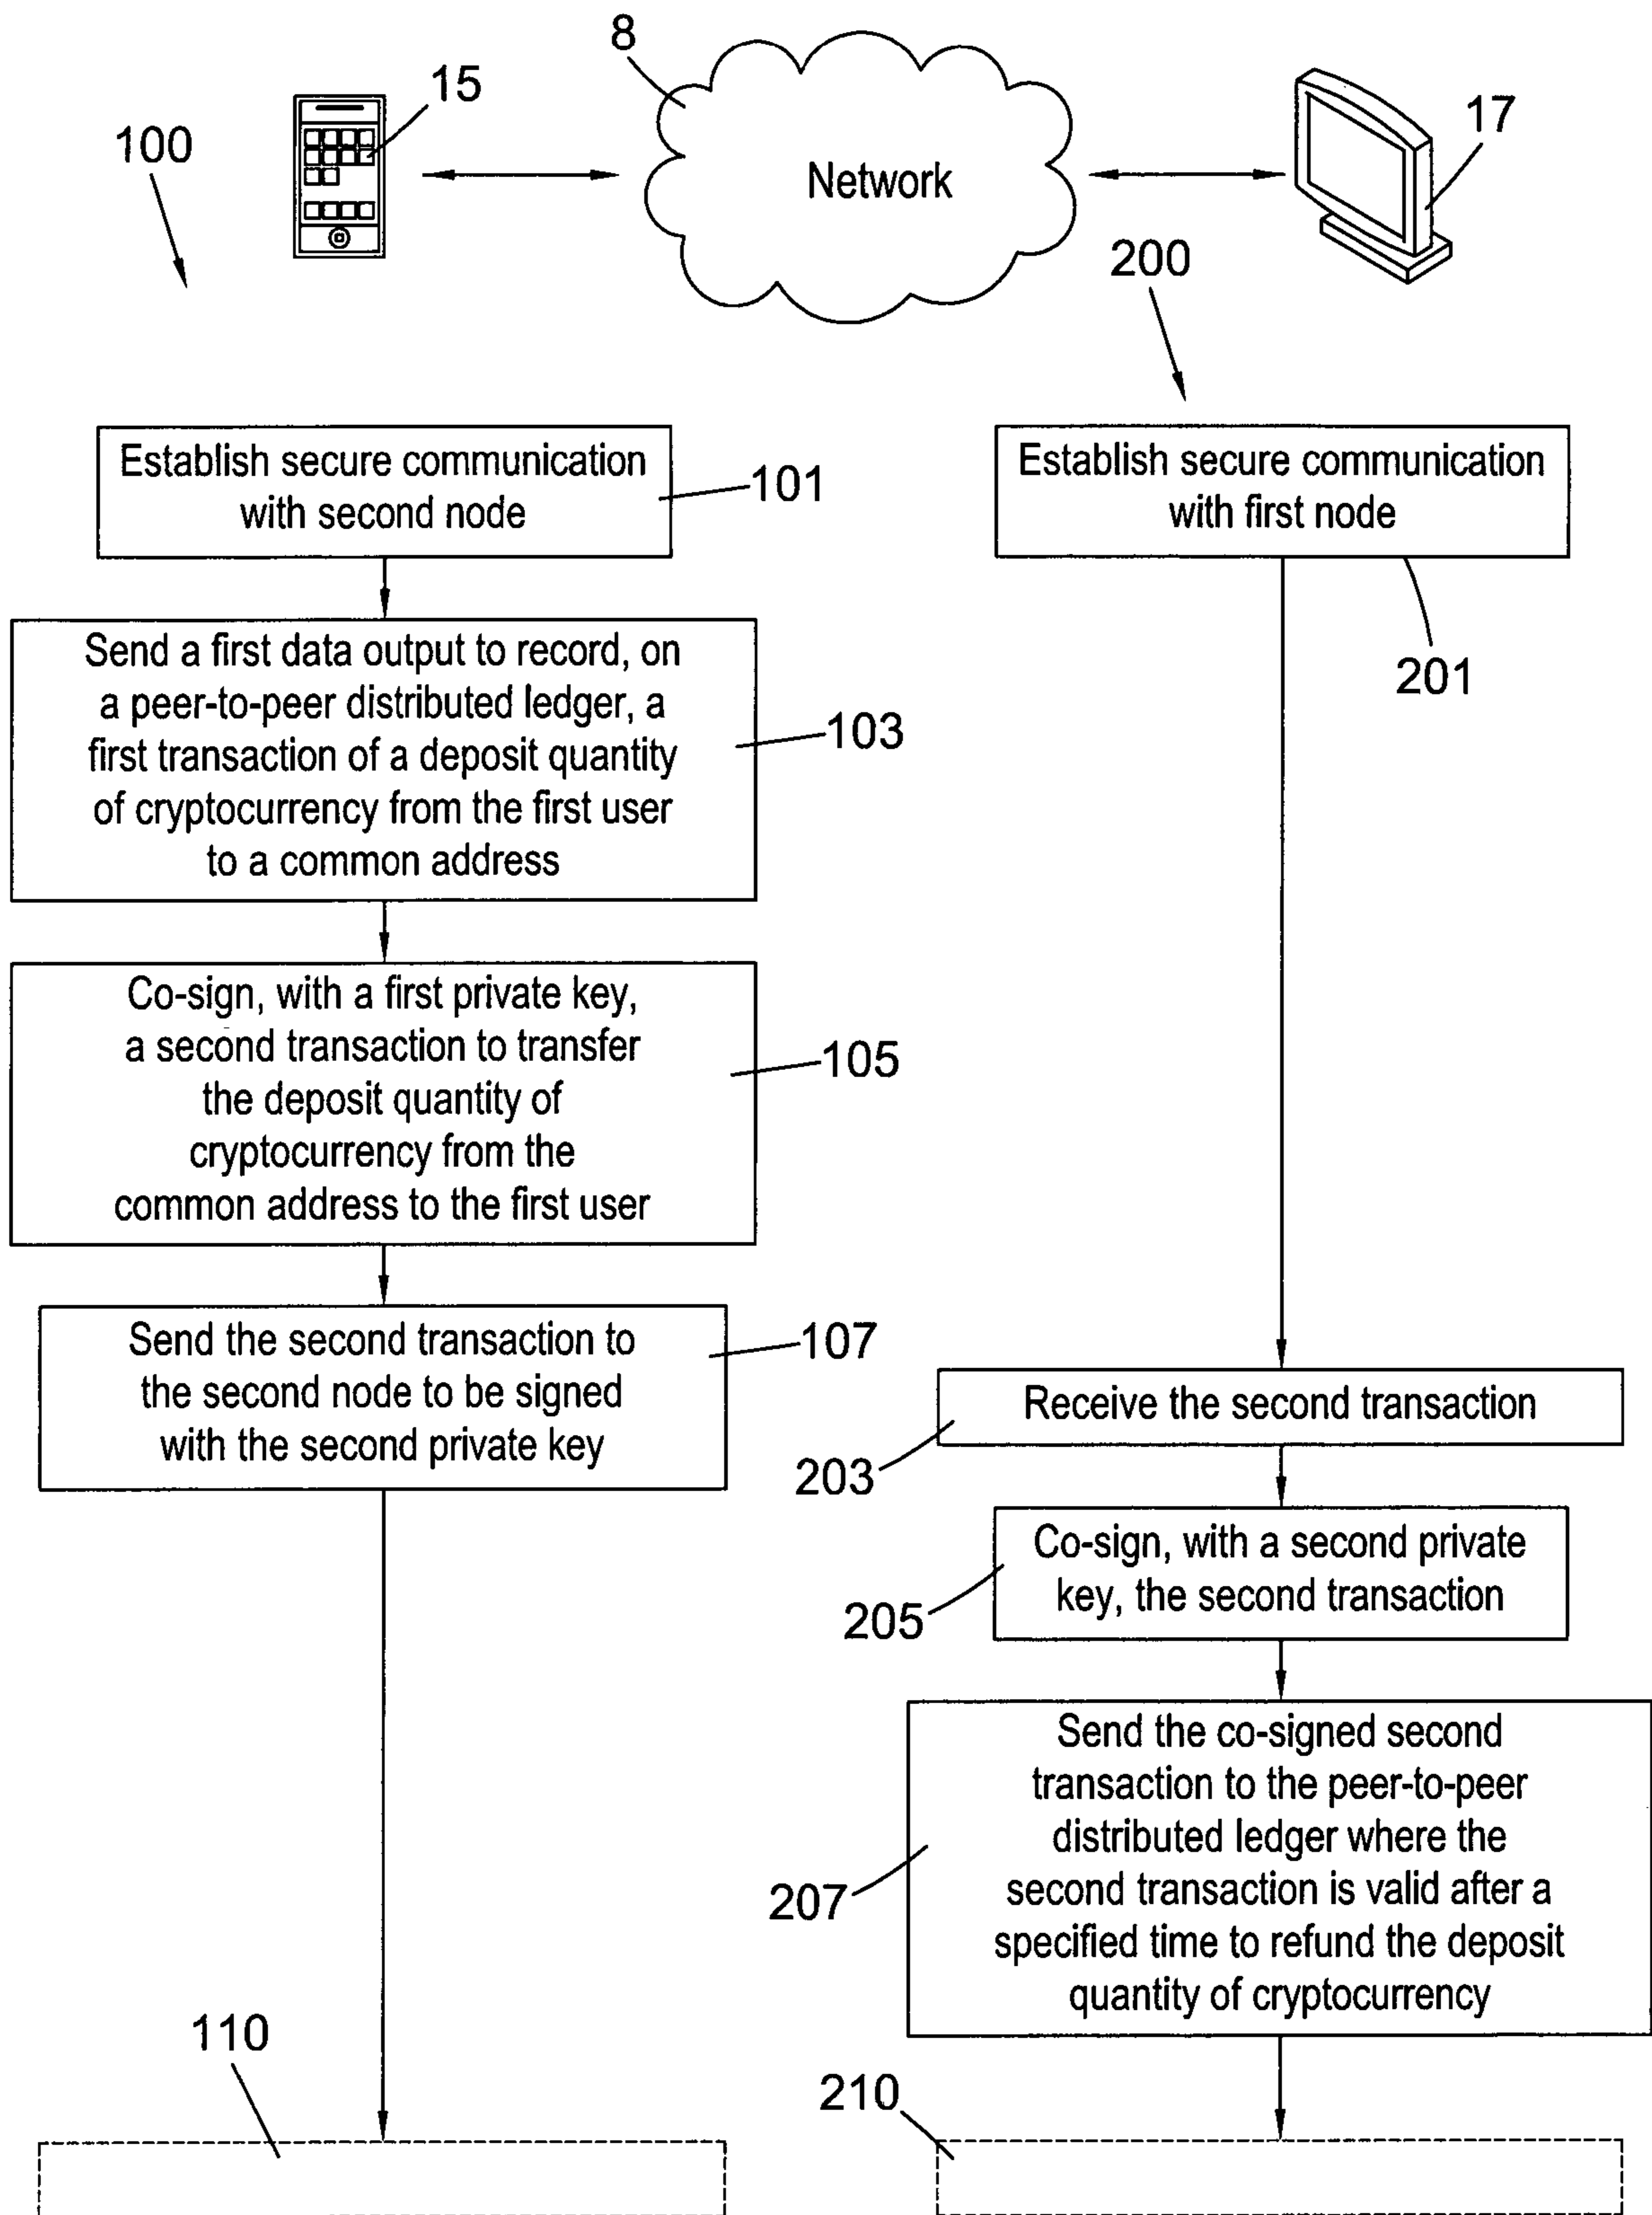 8
15
17
100
Network
200
Establish secure communication
with second node
101
Establish secure communication
with first node
201
Send a first data output to record, on
a peer-to-peer distributed ledger, a
first transaction of a deposit quantity
of cryptocurrency from the first user
to a common address
103
Co-sign, with a first private key,
a second transaction to transfer
the deposit quantity of
cryptocurrency from the
common address to the first user
105
Send the second transaction to
the second node to be signed
with the second private key
107
Receive the second transaction
203
Co-sign, with a second private
key, the second transaction
205
Send the co-signed second
transaction to the peer-to-peer
distributed ledger where the
second transaction is valid after a
specified time to refund the deposit
quantity of cryptocurrency
207
110
210